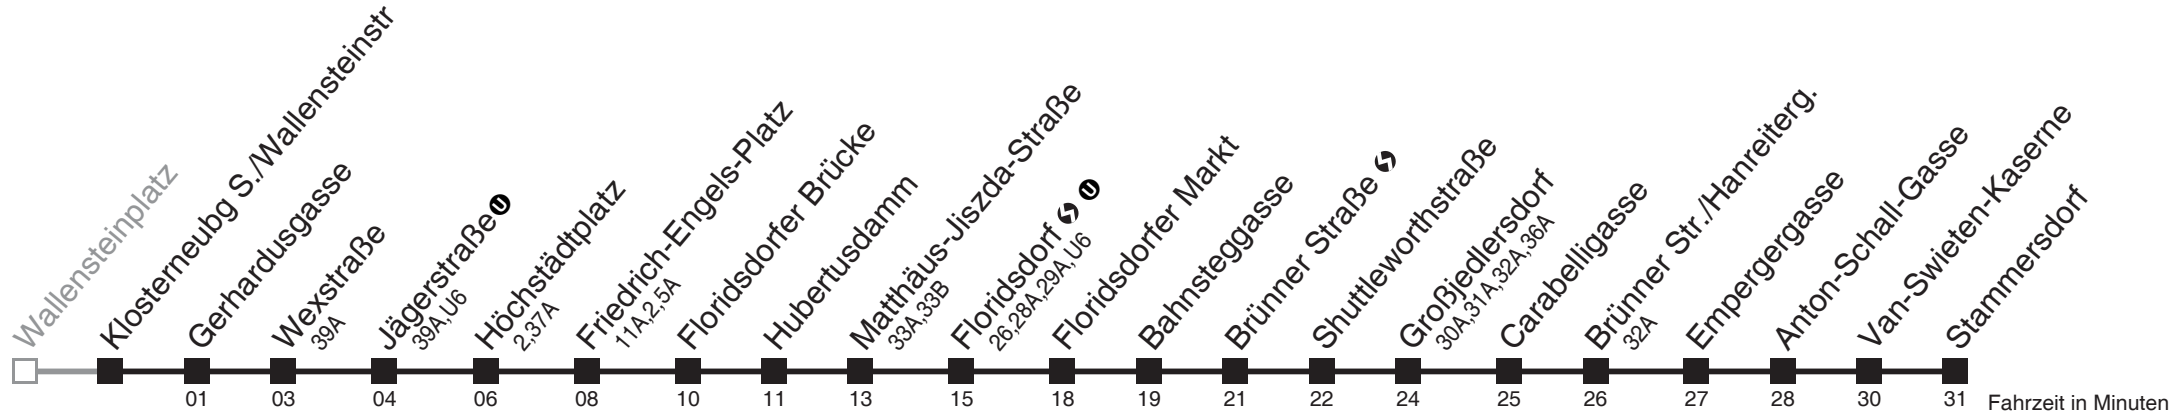 Wallensteinplatz
Klosterneubg S./Wallensteinstr
Gerhardusgasse
Wexstraße
39A
Jägerstraße U
39A,U6
Höchstädtplatz
2,37A
Friedrich-Engels-Platz
11A,2,5A
Floridsdorfer Brücke
Hubertusdamm
Matthäus-Jiszda-Straße
33A,33B
Floridsdorf U
26,28A,29A,U6
Floridsdorfer Markt
Bahnsteggasse
Brünner Straße
Shuttleworthstraße
Großjedlersdorf
30A,31A,32A,36A
Carabelligasse
Brünner Str./Hanreiterg.
32A
Empergergasse
Anton-Schall-Gasse
Van-Swieten-Kaserne
Stammersdorf
01 03 04 06 08 10 11 13 15 18 19 21 22 24 25 26 27 28 30 31 Fahrzeit in Minuten